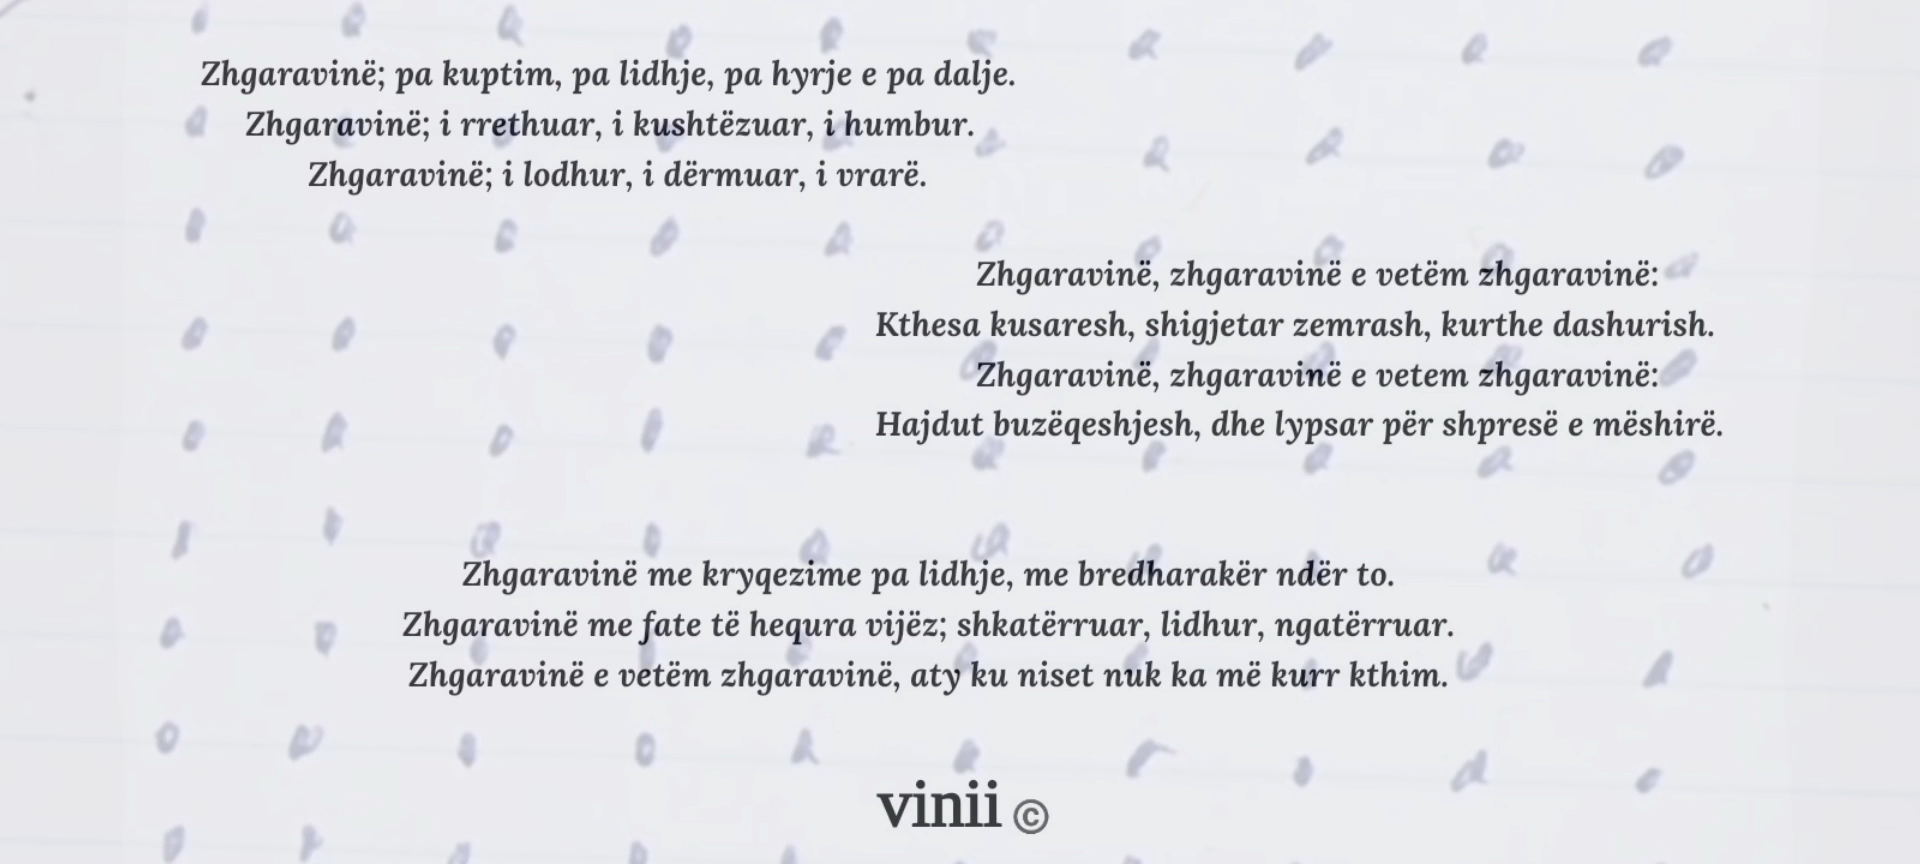 Zhgaravinë; pa kuptim, pa lidhje, pa hyrje e pa dalje.
Zhgaravinë; i rrethuar, i kushtëzuar, i humbur.
Zhgaravinë; i lodhur, i dërmuar, i vrarë.
Zhgaravinë, zhgaravinë e vetëm zhgaravinë:
Kthesa kusaresh, shigjetar zemrash, kurthe dashurish.
Zhgaravinë, zhgaravinë e vetem zhgaravinë:
Hajdut buzëqeshjesh, dhe lypsar për shpresë e mëshirë.
Zhgaravinë me kryqezime pa lidhje, me bredharakër ndër to.
Zhgaravinë me fate të hequra vijëz; shkatërruar, lidhur, ngatërruar.
Zhgaravinë e vetëm zhgaravinë, aty ku niset nuk ka më kurr kthim.
vinii ©